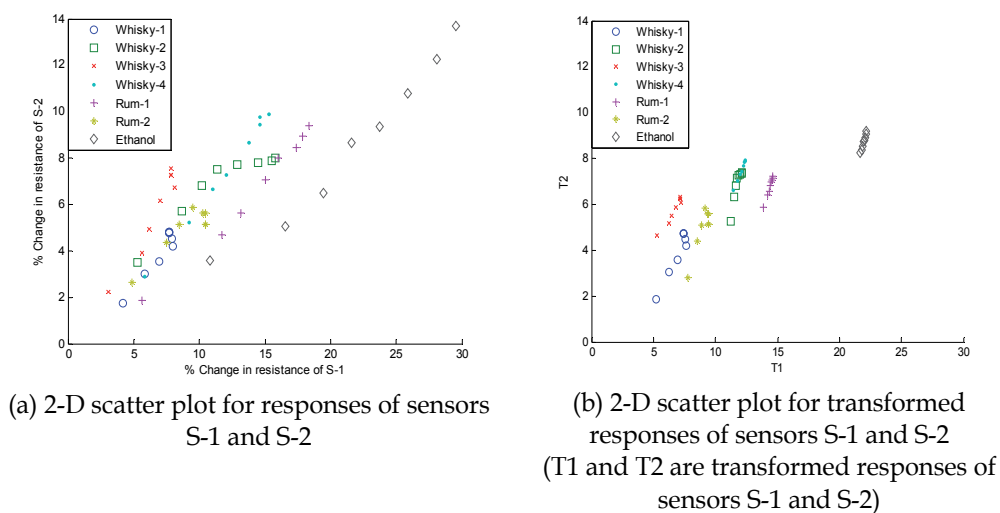 14
12
10
8
6
4
2
0
% Change in resistance of S-2
Whisky-1
Whisky-2
Whisky-3
Whisky-4
Rum-1
Rum-2
Ethanol
0 5 10 15 20 25 30
% Change in resistance of S-1
(a) 2-D scatter plot for responses of sensors
S-1 and S-2
14
12
10
8
6
4
2
0
T2
Whisky-1
Whisky-2
Whisky-3
Whisky-4
Rum-1
Rum-2
Ethanol
0 5 10 15 20 25 30
T1
(b) 2-D scatter plot for transformed
responses of sensors S-1 and S-2
(T1 and T2 are transformed responses of
sensors S-1 and S-2)